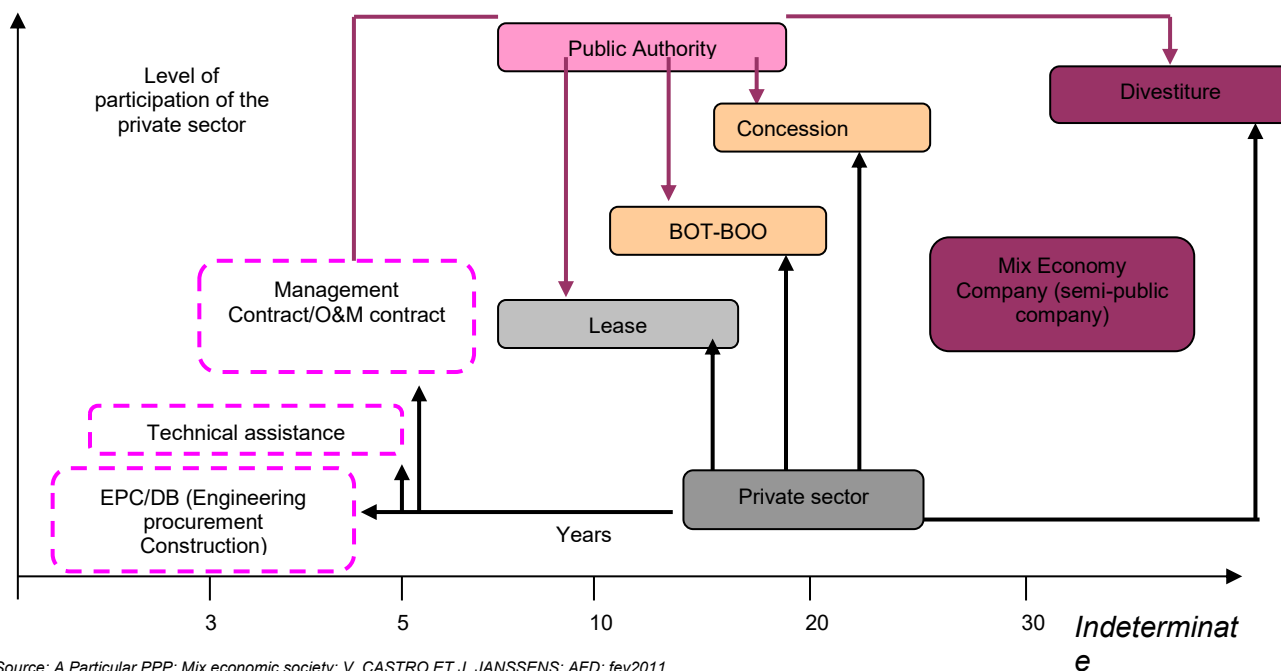 Public Authority
Level of
participation of the
private sector
Divestiture
Concession
BOT-BOO
Mix Economy
Company (semi-public
company)
Management
Contract/O&M contract
Lease
Technical assistance
EPC/DB (Engineering
procurement
Construction)
Private sector
Years
3
5
10
20
30
Indeterminat
e
Source: A Particular PPP: Mix economic society; V. CASTRO ET J. JANSSENS; AFD; fev2011